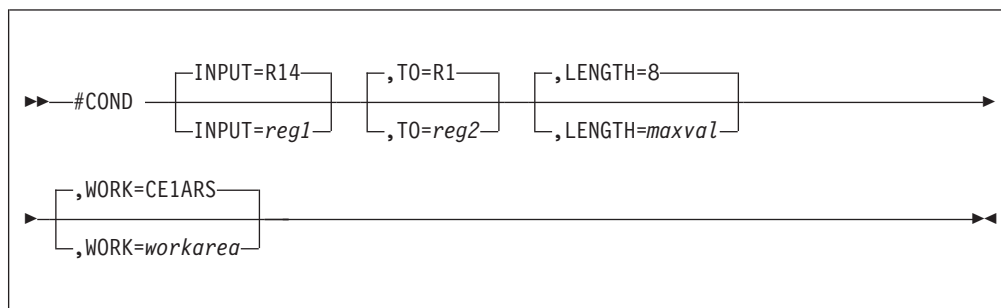 INPUT=R14 ,TO=R1 ,LENGTH=8
#COND
INPUT=reg1 ,TO=reg2 ,LENGTH=maxval
,WORK=CE1ARS
,WORK=workarea